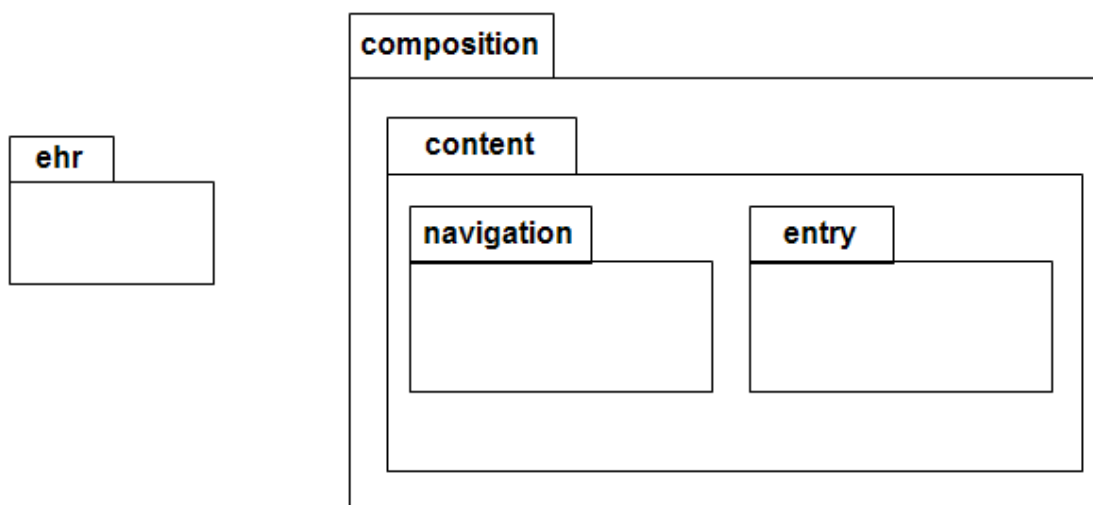 composition
content
ehr
navigation
entry